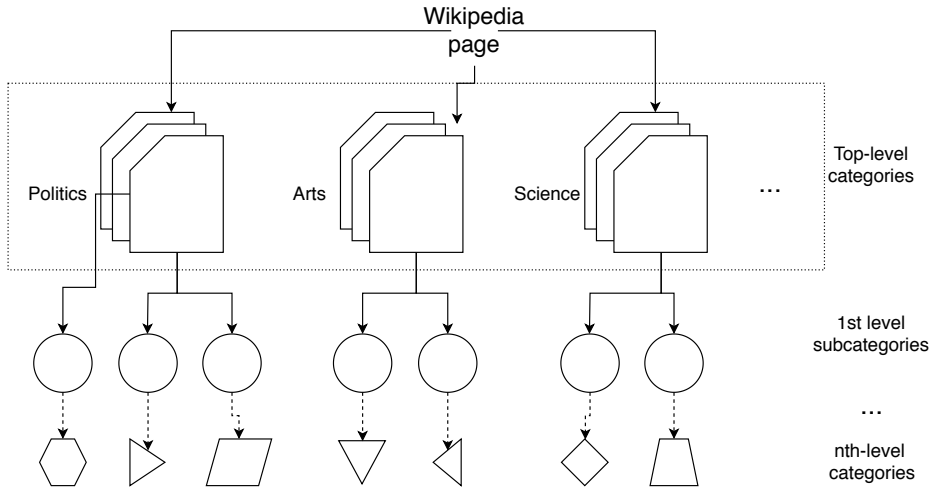 Wikipedia
page
Top-level
categories
Politics
Arts
Science
...
1st level
subcategories
...
nth-level
categories